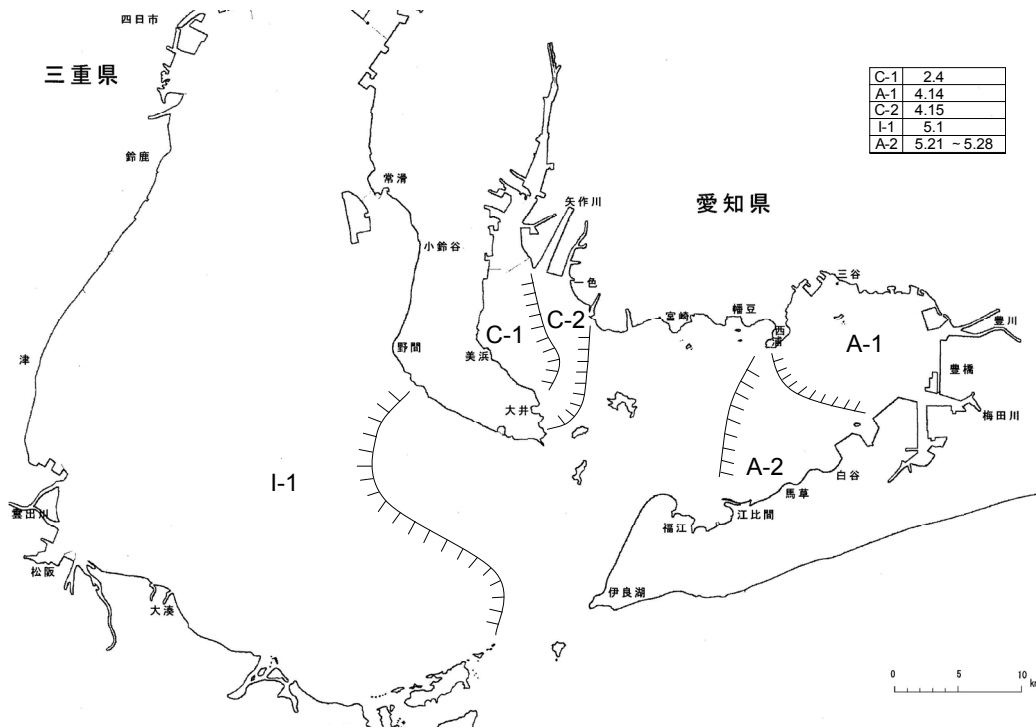 四日市
三重県
鈴鹿
津
雲田川
松阪
大湊
常滑
小鈴谷
野間
美浜
大井
矢作川
一色
宮崎
幡豆
西浦
三谷
豊川
豊橋
梅田川
白谷
馬草
江比間
福江
伊良湖
愛知県
C-1
C-2
A-1
A-2
I-1
C-1 2.4
A-1 4.14
C-2 4.15
I-1 5.1
A-2 5.21 ~ 5.28
0 5 10 km